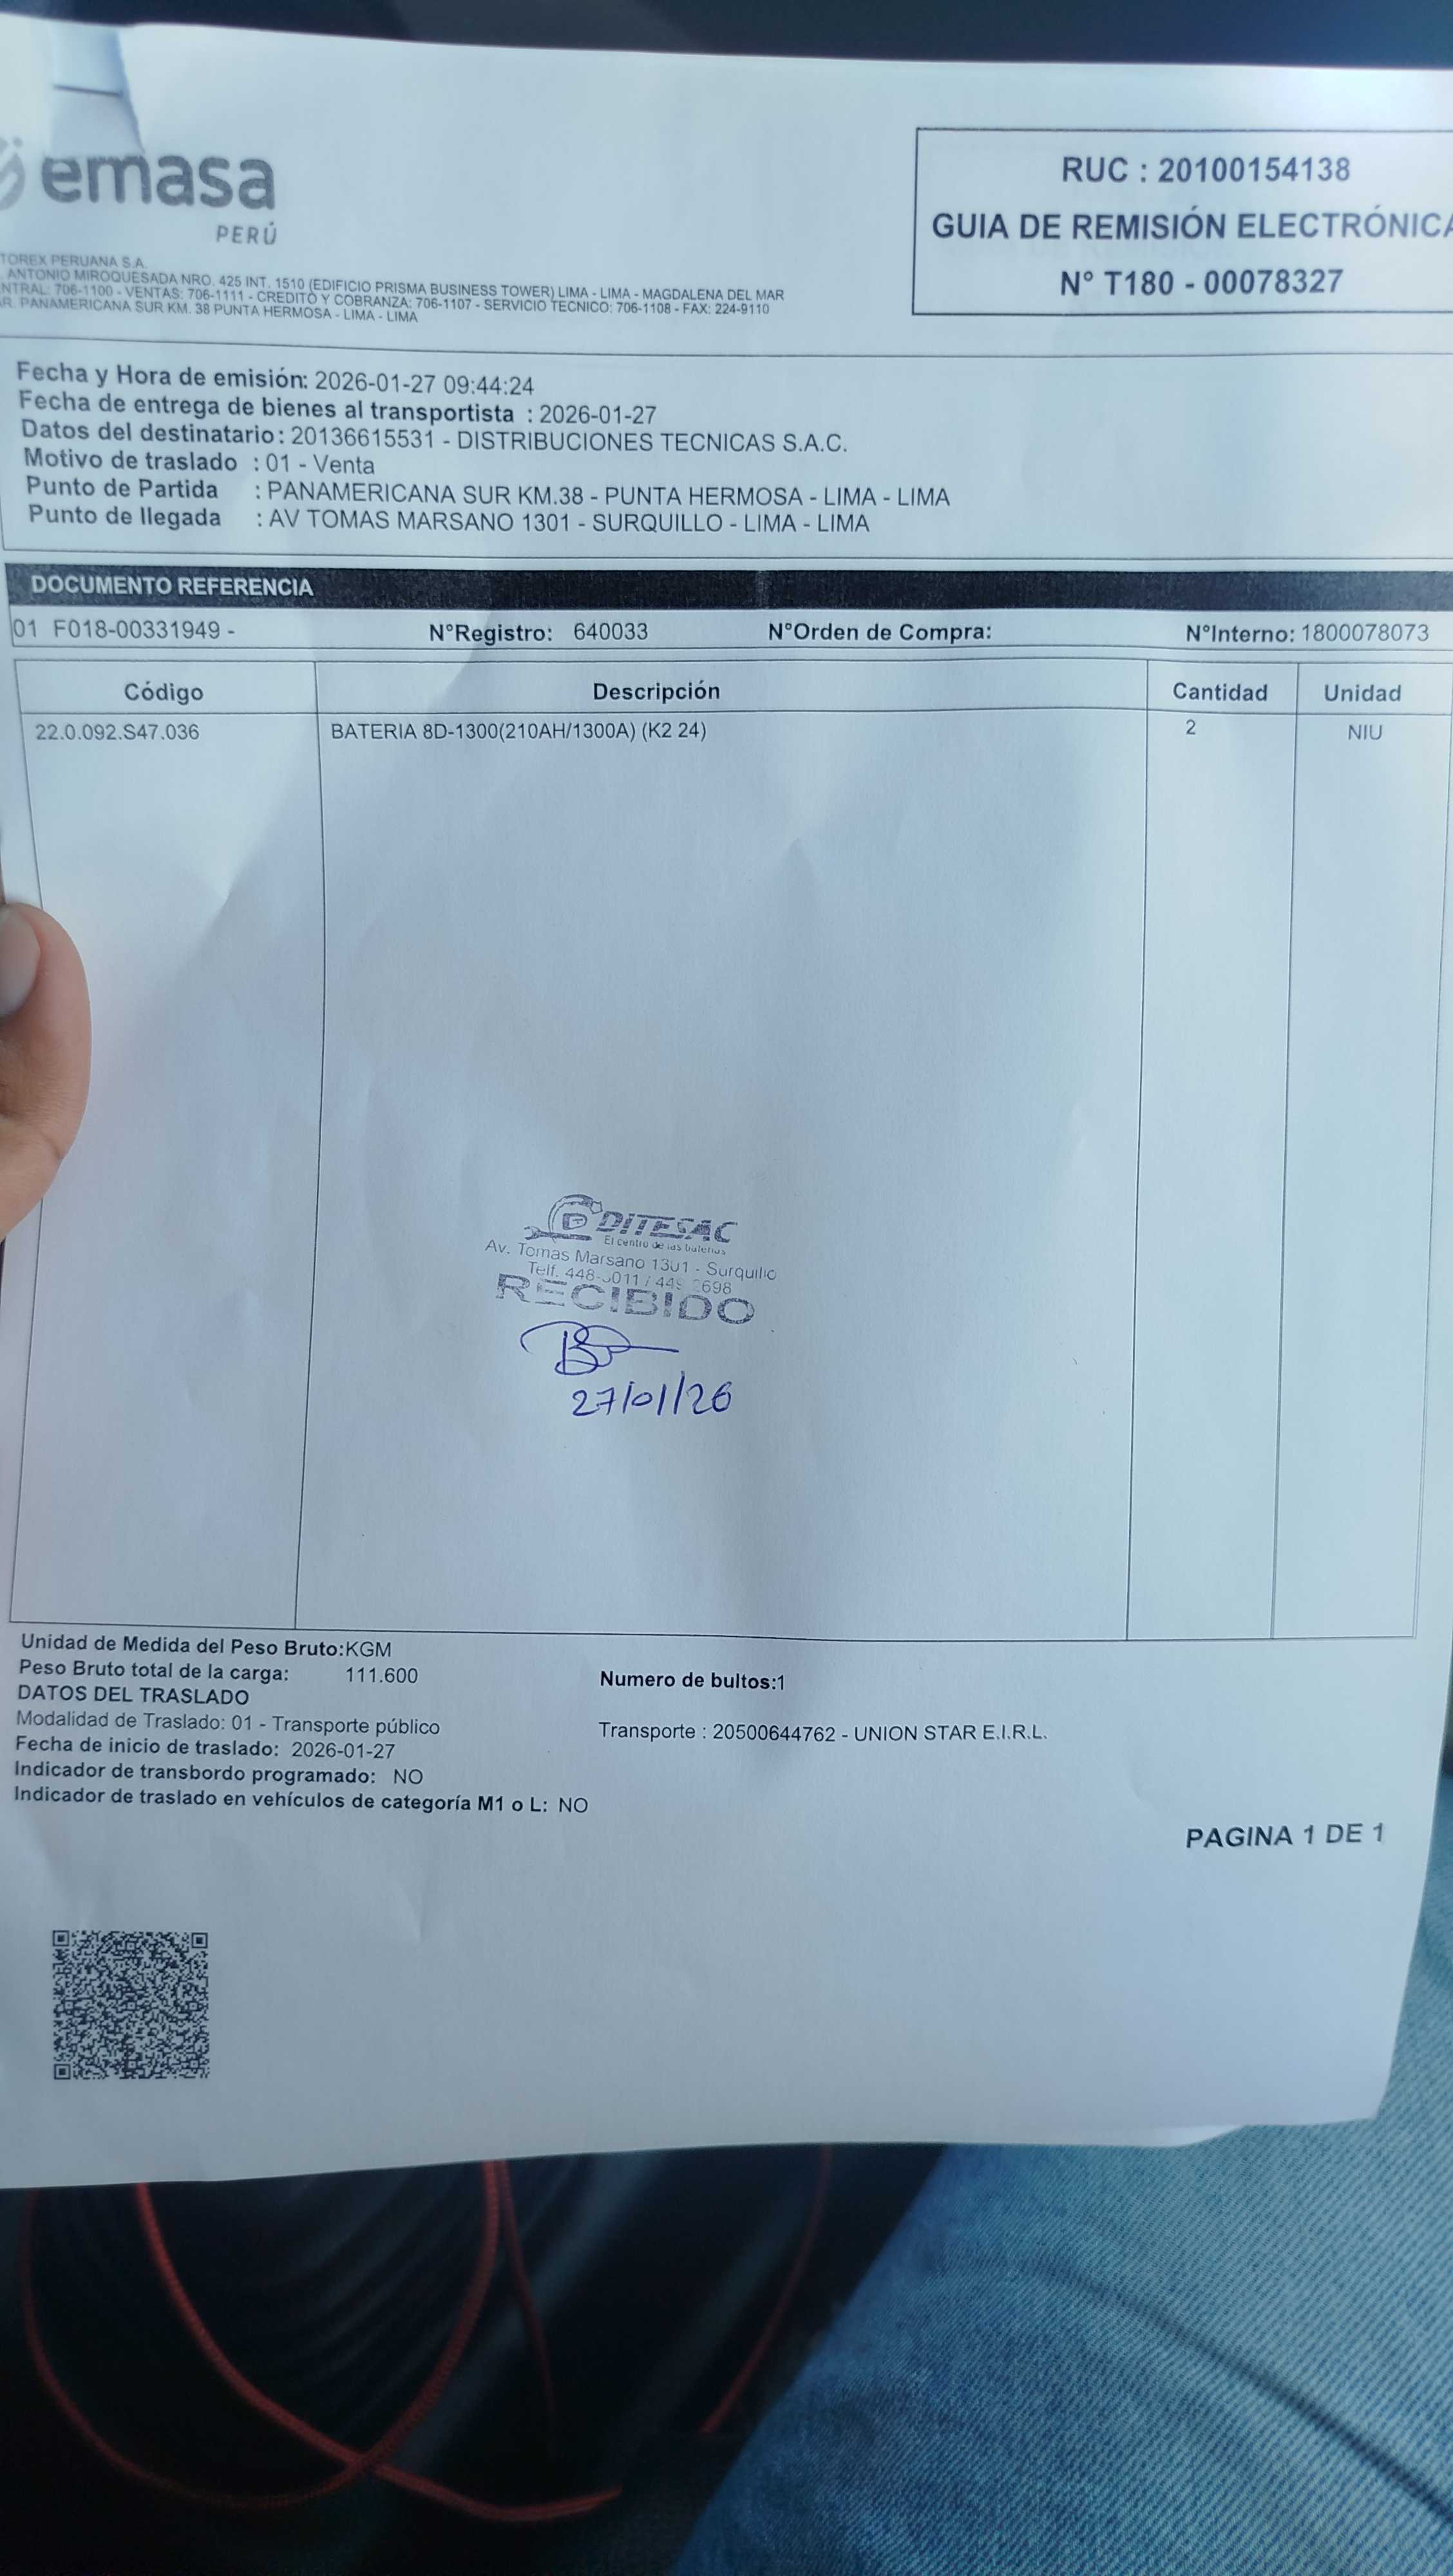 emasa
PERÚ
TOREX PERUANA S.A.
ANTONIO MIROQUESADA NRO. 425 INT. 1510 (EDIFICIO PRISMA BUSINESS TOWER) LIMA - LIMA - MAGDALENA DEL MAR
NTRAL: 706-1100 - VENTAS: 706-1111 - CREDITO Y COBRANZA: 706-1107 - SERVICIO TECNICO: 706-1108 - FAX: 224-9110
R. PANAMERICANA SUR KM. 38 PUNTA HERMOSA - LIMA - LIMA
RUC : 20100154138
GUIA DE REMISIÓN ELECTRÓNICA
N° T180 - 00078327
Fecha y Hora de emisión: 2026-01-27 09:44:24
Fecha de entrega de bienes al transportista : 2026-01-27
Datos del destinatario: 20136615531 - DISTRIBUCIONES TECNICAS S.A.C.
Motivo de traslado : 01 - Venta
Punto de Partida : PANAMERICANA SUR KM.38 - PUNTA HERMOSA - LIMA - LIMA
Punto de llegada : AV TOMAS MARSANO 1301 - SURQUILLO - LIMA - LIMA
DOCUMENTO REFERENCIA
01 F018-00331949 - N°Registro: 640033 N°Orden de Compra: N°Interno: 1800078073
Código Descripción Cantidad Unidad
22.0.092.S47.036 BATERIA 8D-1300(210AH/1300A) (K2 24) 2 NIU
DITESAC
El centro de las baterias
Av. Tomas Marsano 1301 - Surquillo
Telf. 448-
RECIBIDO
27/01/26
Unidad de Medida del Peso Bruto:KGM
Peso Bruto total de la carga: 111.600 Numero de bultos:1
DATOS DEL TRASLADO
Modalidad de Traslado: 01 - Transporte público Transporte : 20500644762 - UNION STAR E.I.R.L.
Fecha de inicio de traslado: 2026-01-27
Indicador de transbordo programado: NO
Indicador de traslado en vehículos de categoría M1 o L: NO
PAGINA 1 DE 1